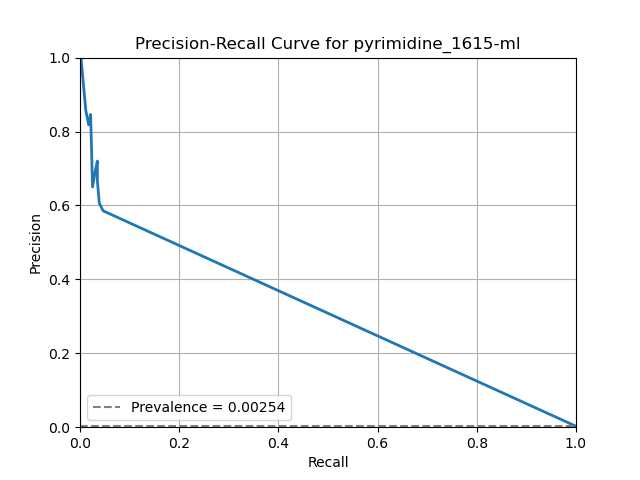 Precision-Recall Curve for pyrimidine_1615-ml
1.0
0.8
0.6
0.4
0.2
0.0
Precision
Prevalence = 0.00254
0.0 0.2 0.4 0.6 0.8 1.0
Recall